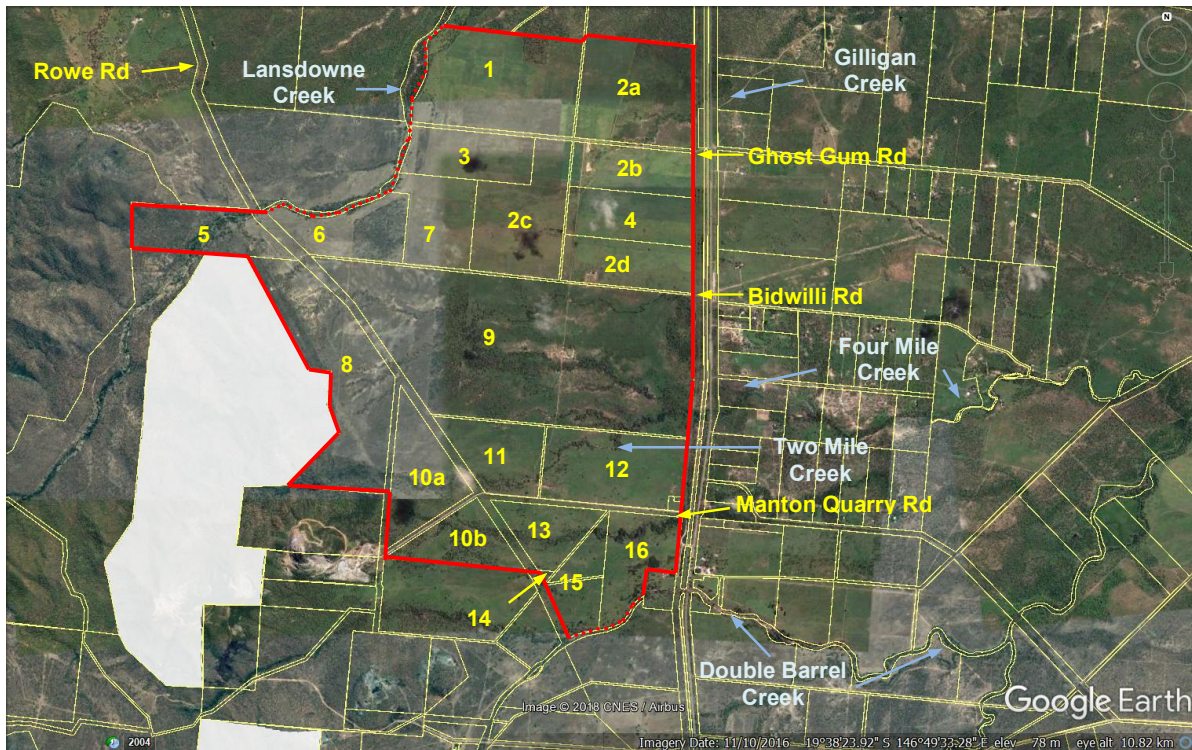 N
1
Rowe Rd
Lansdowne
Creek
2a
Gilligan
Creek
3
2b
Ghost Gum Rd
5
6
7
2c
4
2d
Bidwilli Rd
8
9
Four Mile
Creek
10a
11
12
Two Mile
Creek
Manton Quarry Rd
10b
13
16
14
15
Double Barrel
Creek
Image © 2018 CNES / Airbus
Google Earth
2004
Imagery Date: 11/10/2016 19°38'23.92" S 146°49'33.28" E elev 78 m eye alt 10.82 km